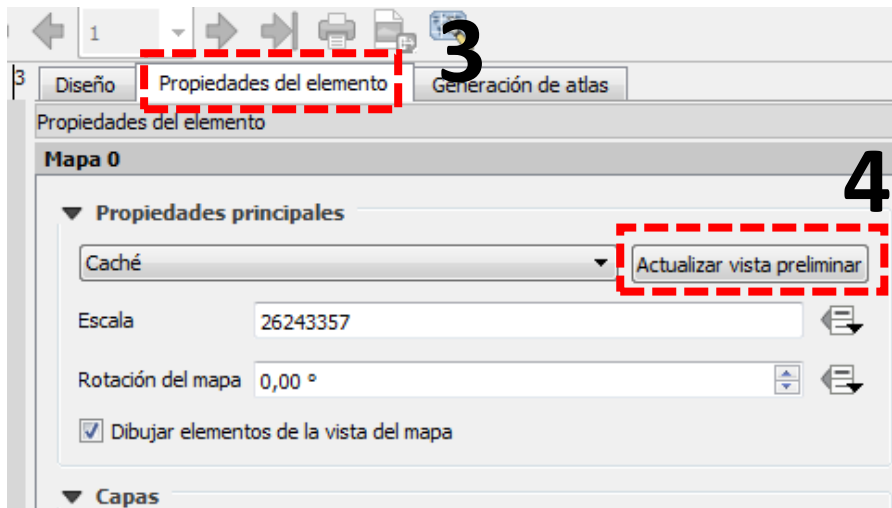 1
3
3
Diseño Propiedades del elemento Generación de atlas
Propiedades del elemento
Mapa 0
4
Propiedades principales
Caché Actualizar vista preliminar
Escala 26243357
Rotación del mapa 0,00 º
Dibujar elementos de la vista del mapa
Capas